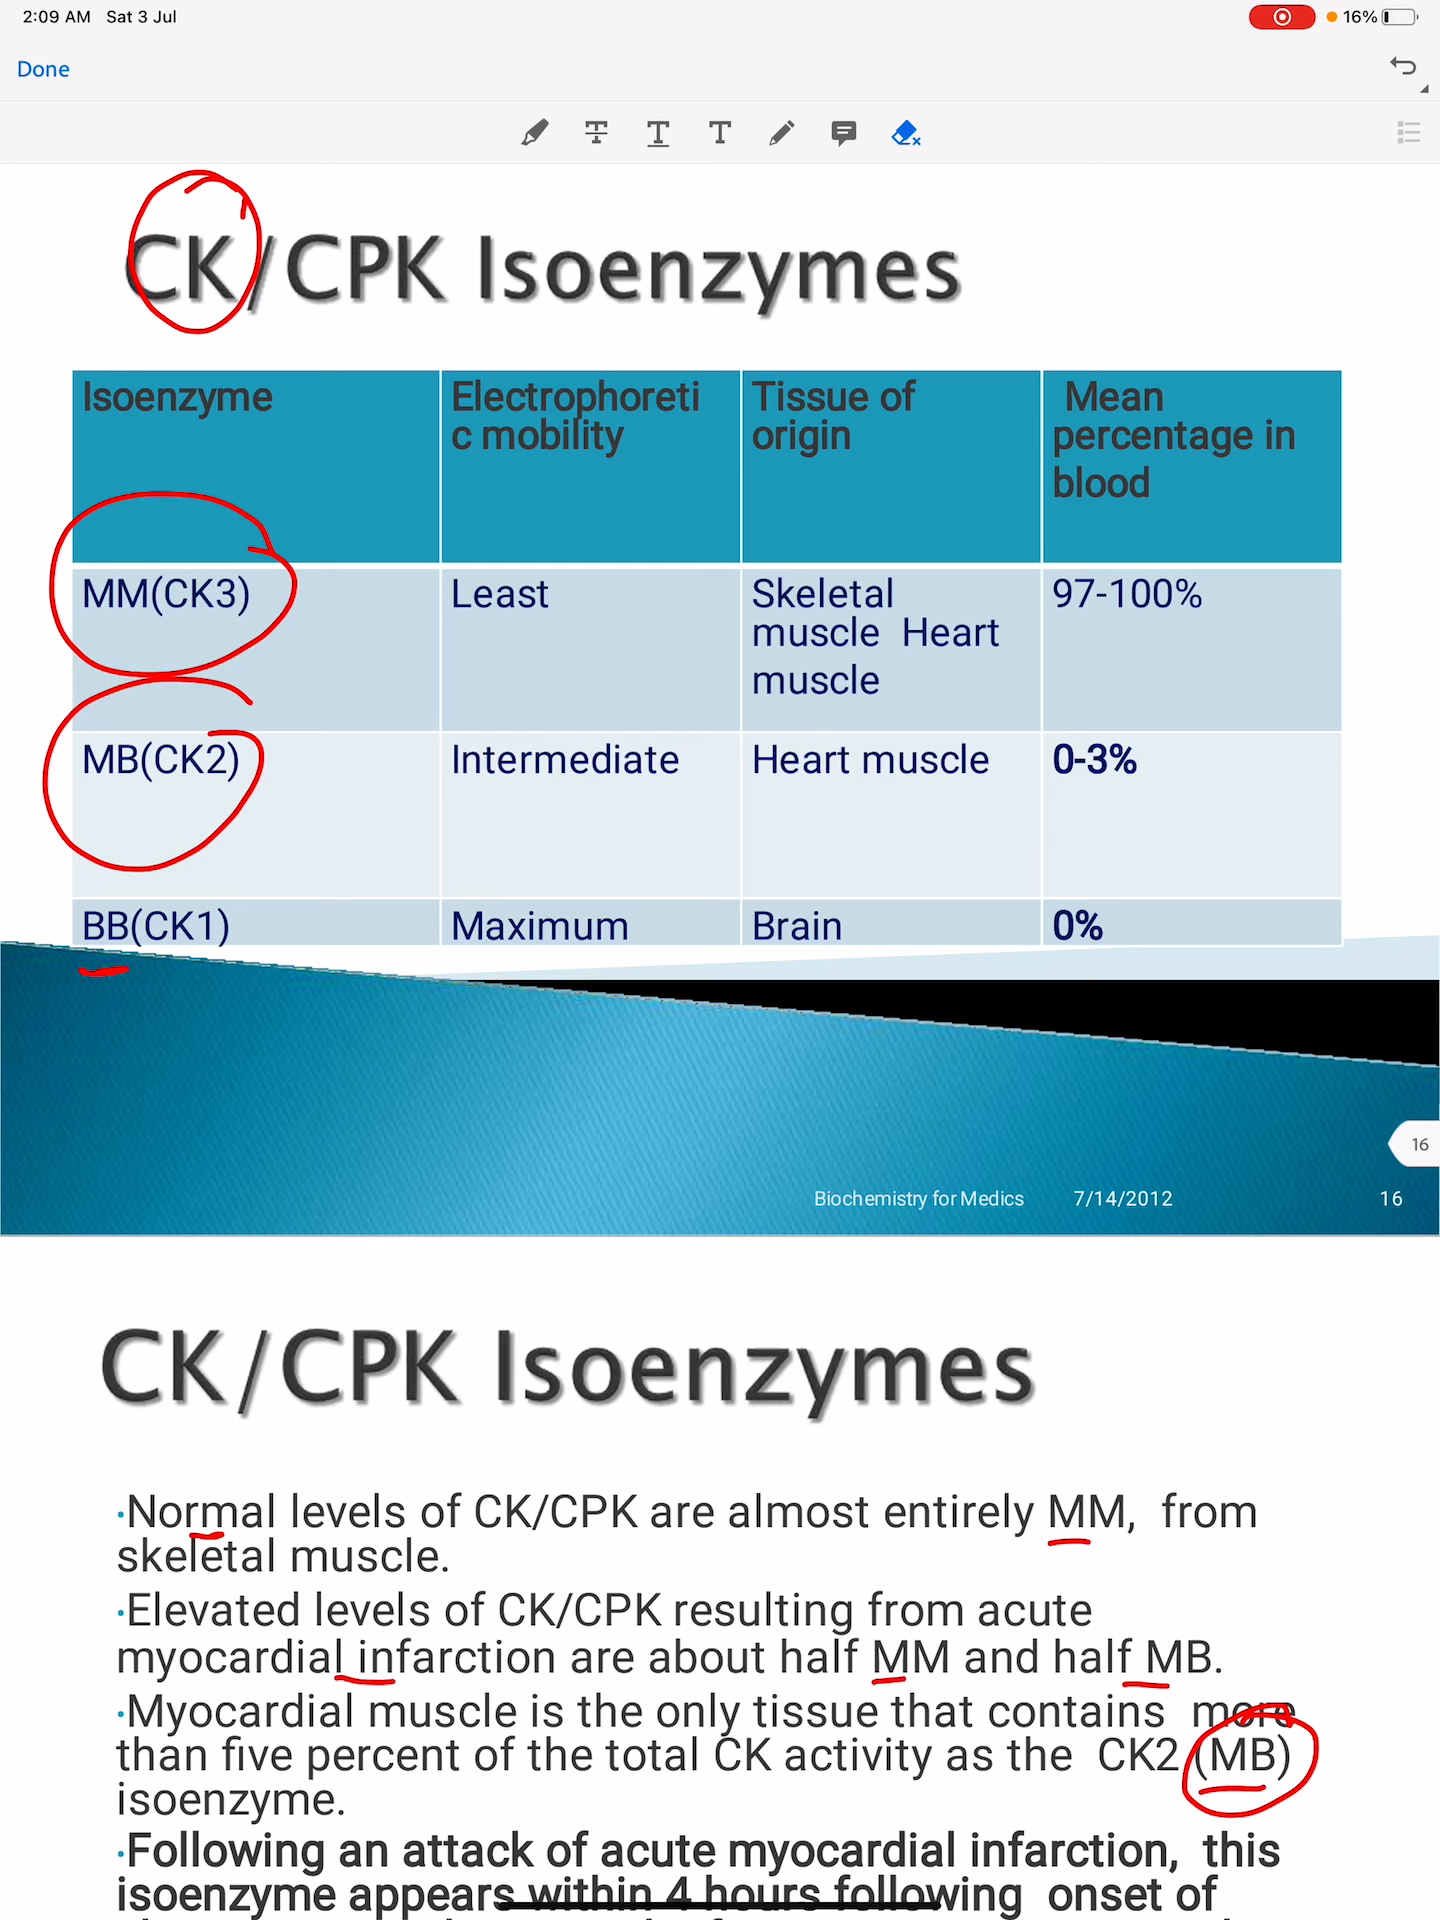 2:09 AM Sat 3 Jul
16%
Done
CK/CPK Isoenzymes
Isoenzyme
Electrophoreti
c mobility
Tissue of
origin
Mean
percentage in
blood
MM(CK3)
Least
Skeletal
muscle Heart
muscle
97-100%
MB(CK2)
Intermediate
Heart muscle
0-3%
BB(CK1)
Maximum
Brain
0%
16
Biochemistry for Medics 7/14/2012 16
CK/CPK Isoenzymes
·Normal levels of CK/CPK are almost entirely MM, from
skeletal muscle.
·Elevated levels of CK/CPK resulting from acute
myocardial infarction are about half MM and half MB.
·Myocardial muscle is the only tissue that contains more
than five percent of the total CK activity as the CK2 (MB)
isoenzyme.
·Following an attack of acute myocardial infarction, this
isoenzyme appears within 4 hours following onset of